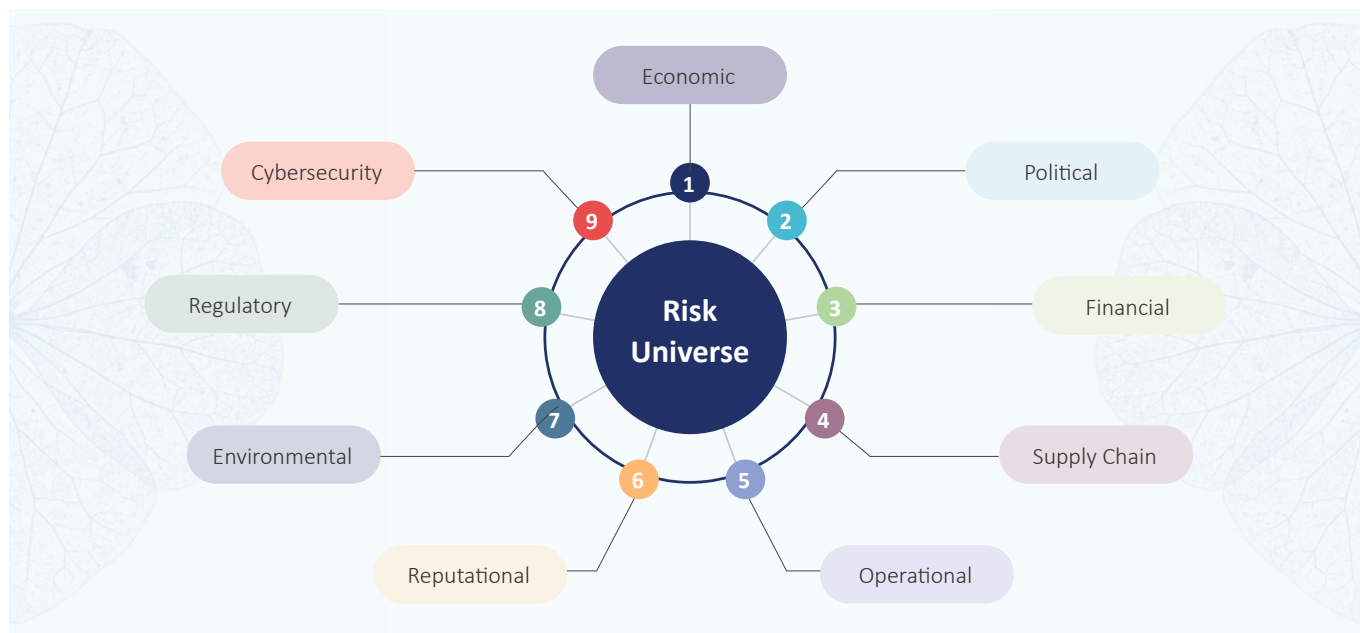 Economic
1
Political
2
Financial
3
Supply Chain
4
Operational
5
Reputational
6
Environmental
7
Regulatory
8
Cybersecurity
9
Risk
Universe